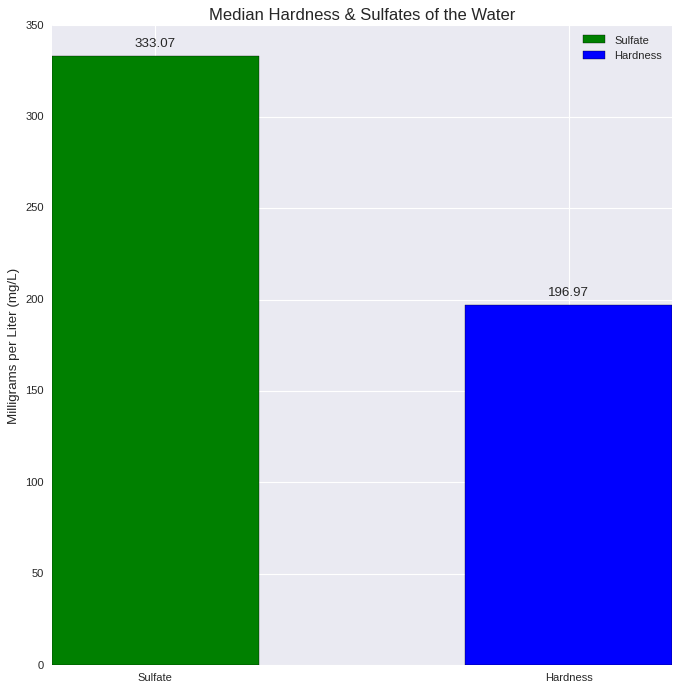 Median Hardness & Sulfates of the Water
350
333.07
Sulfate
Hardness
300
250
200
196.97
150
100
50
0
Milligrams per Liter (mg/L)
Sulfate
Hardness